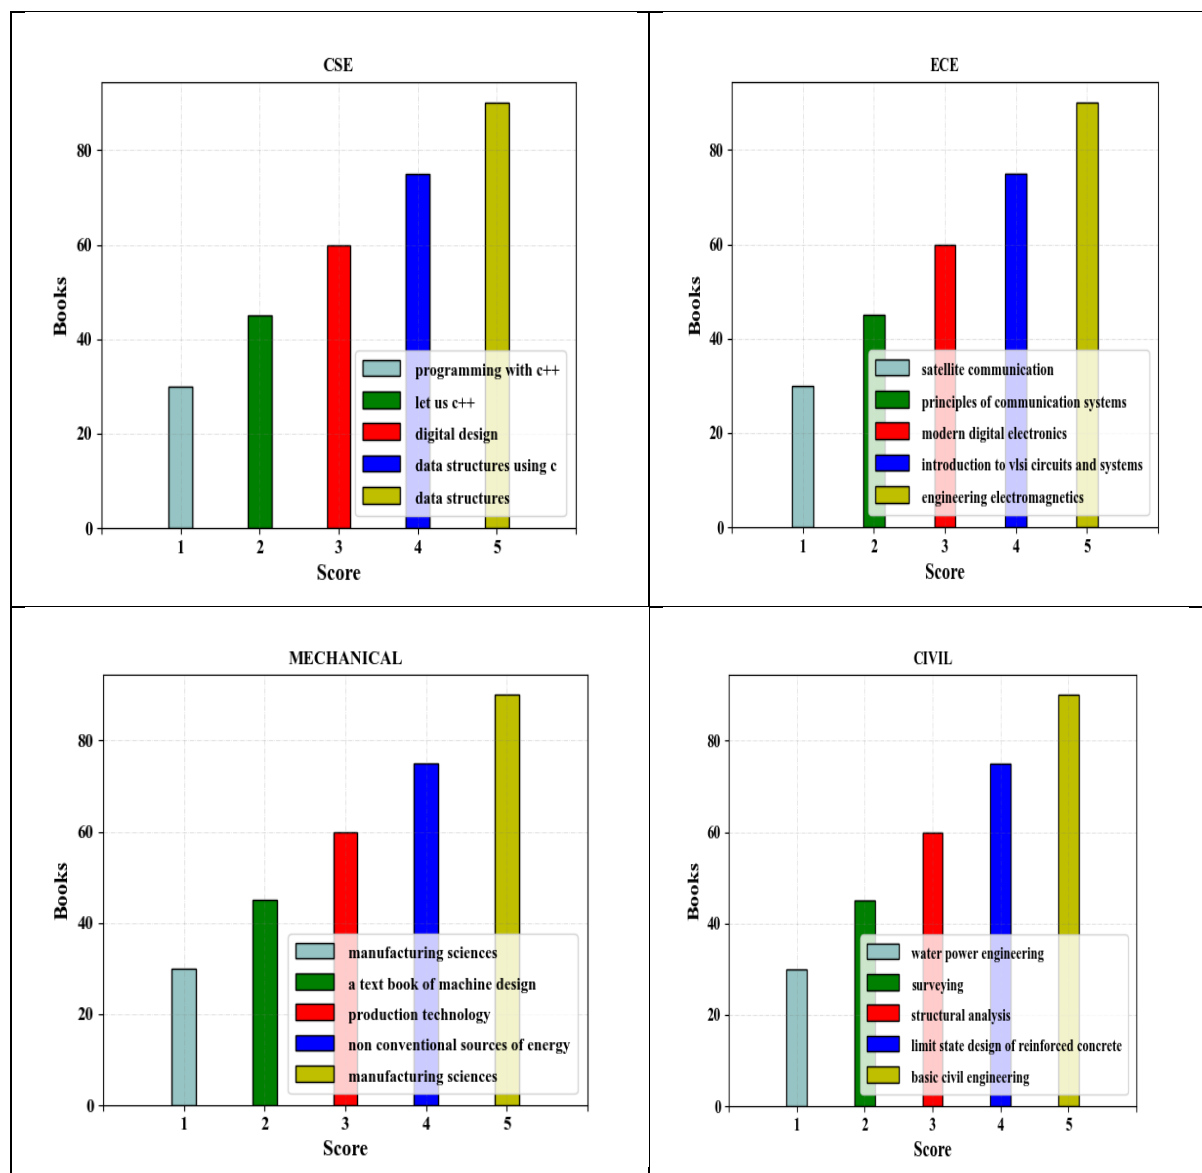 CSE
80
60
40
20
0
Books
programming with c++
let us c++
digital design
data structures using c
data structures
1 2 3 4 5
Score
ECE
80
60
40
20
0
Books
satellite communication
principles of communication systems
modern digital electronics
introduction to vlsi circuits and systems
engineering electromagnetics
1 2 3 4 5
Score
MECHANICAL
80
60
40
20
0
Books
manufacturing sciences
a text book of machine design
production technology
non conventional sources of energy
manufacturing sciences
1 2 3 4 5
Score
CIVIL
80
60
40
20
0
Books
water power engineering
surveying
structural analysis
limit state design of reinforced concrete
basic civil engineering
1 2 3 4 5
Score